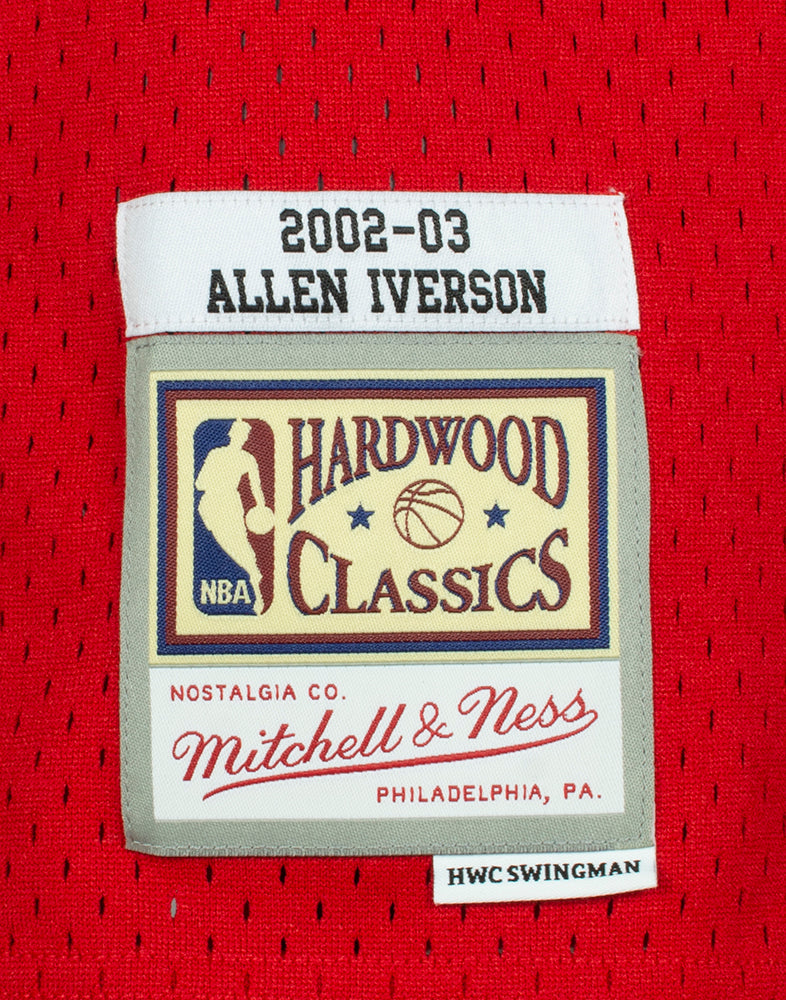 2002-03
ALLEN IVERSON
HARDWOOD
CLASSICS
NBA
NOSTALGIA CO.
Mitchell & Ness
PHILADELPHIA, PA.
HWC SWINGMAN